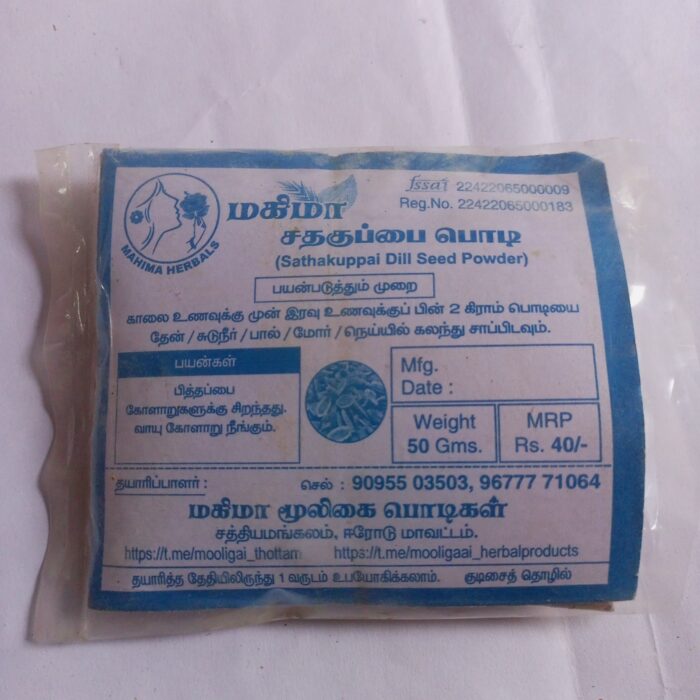 fssai 22422065000009
Reg.No. 22422065000183
MAHIMA HERBALS
மகிமா
சதகுப்பை பொடி
(Sathakuppai Dill Seed Powder)
பயன்படுத்தும் முறை
காலை உணவுக்கு முன் இரவு உணவுக்குப் பின் 2 கிராம் பொடியை
தேன் / சுடுநீர் / பால் / மோர் / நெய்யில் கலந்து சாப்பிடவும்.
பயன்கள்
பித்தப்பை
கோளாறுகளுக்கு சிறந்தது.
வாயு கோளாறு நீங்கும்.
Mfg.
Date :
Weight
50 Gms.
MRP
Rs. 40/-
தயாரிப்பாளர் : செல் : 90955 03503, 96777 71064
மகிமா மூலிகை பொடிகள்
சத்தியமங்கலம், ஈரோடு மாவட்டம்.
https://t.me/mooligai_thottam https://t.me/mooligaai_herbalproducts
தயாரித்த தேதியிலிருந்து 1 வருடம் உபயோகிக்கலாம். குடிசைத் தொழில்